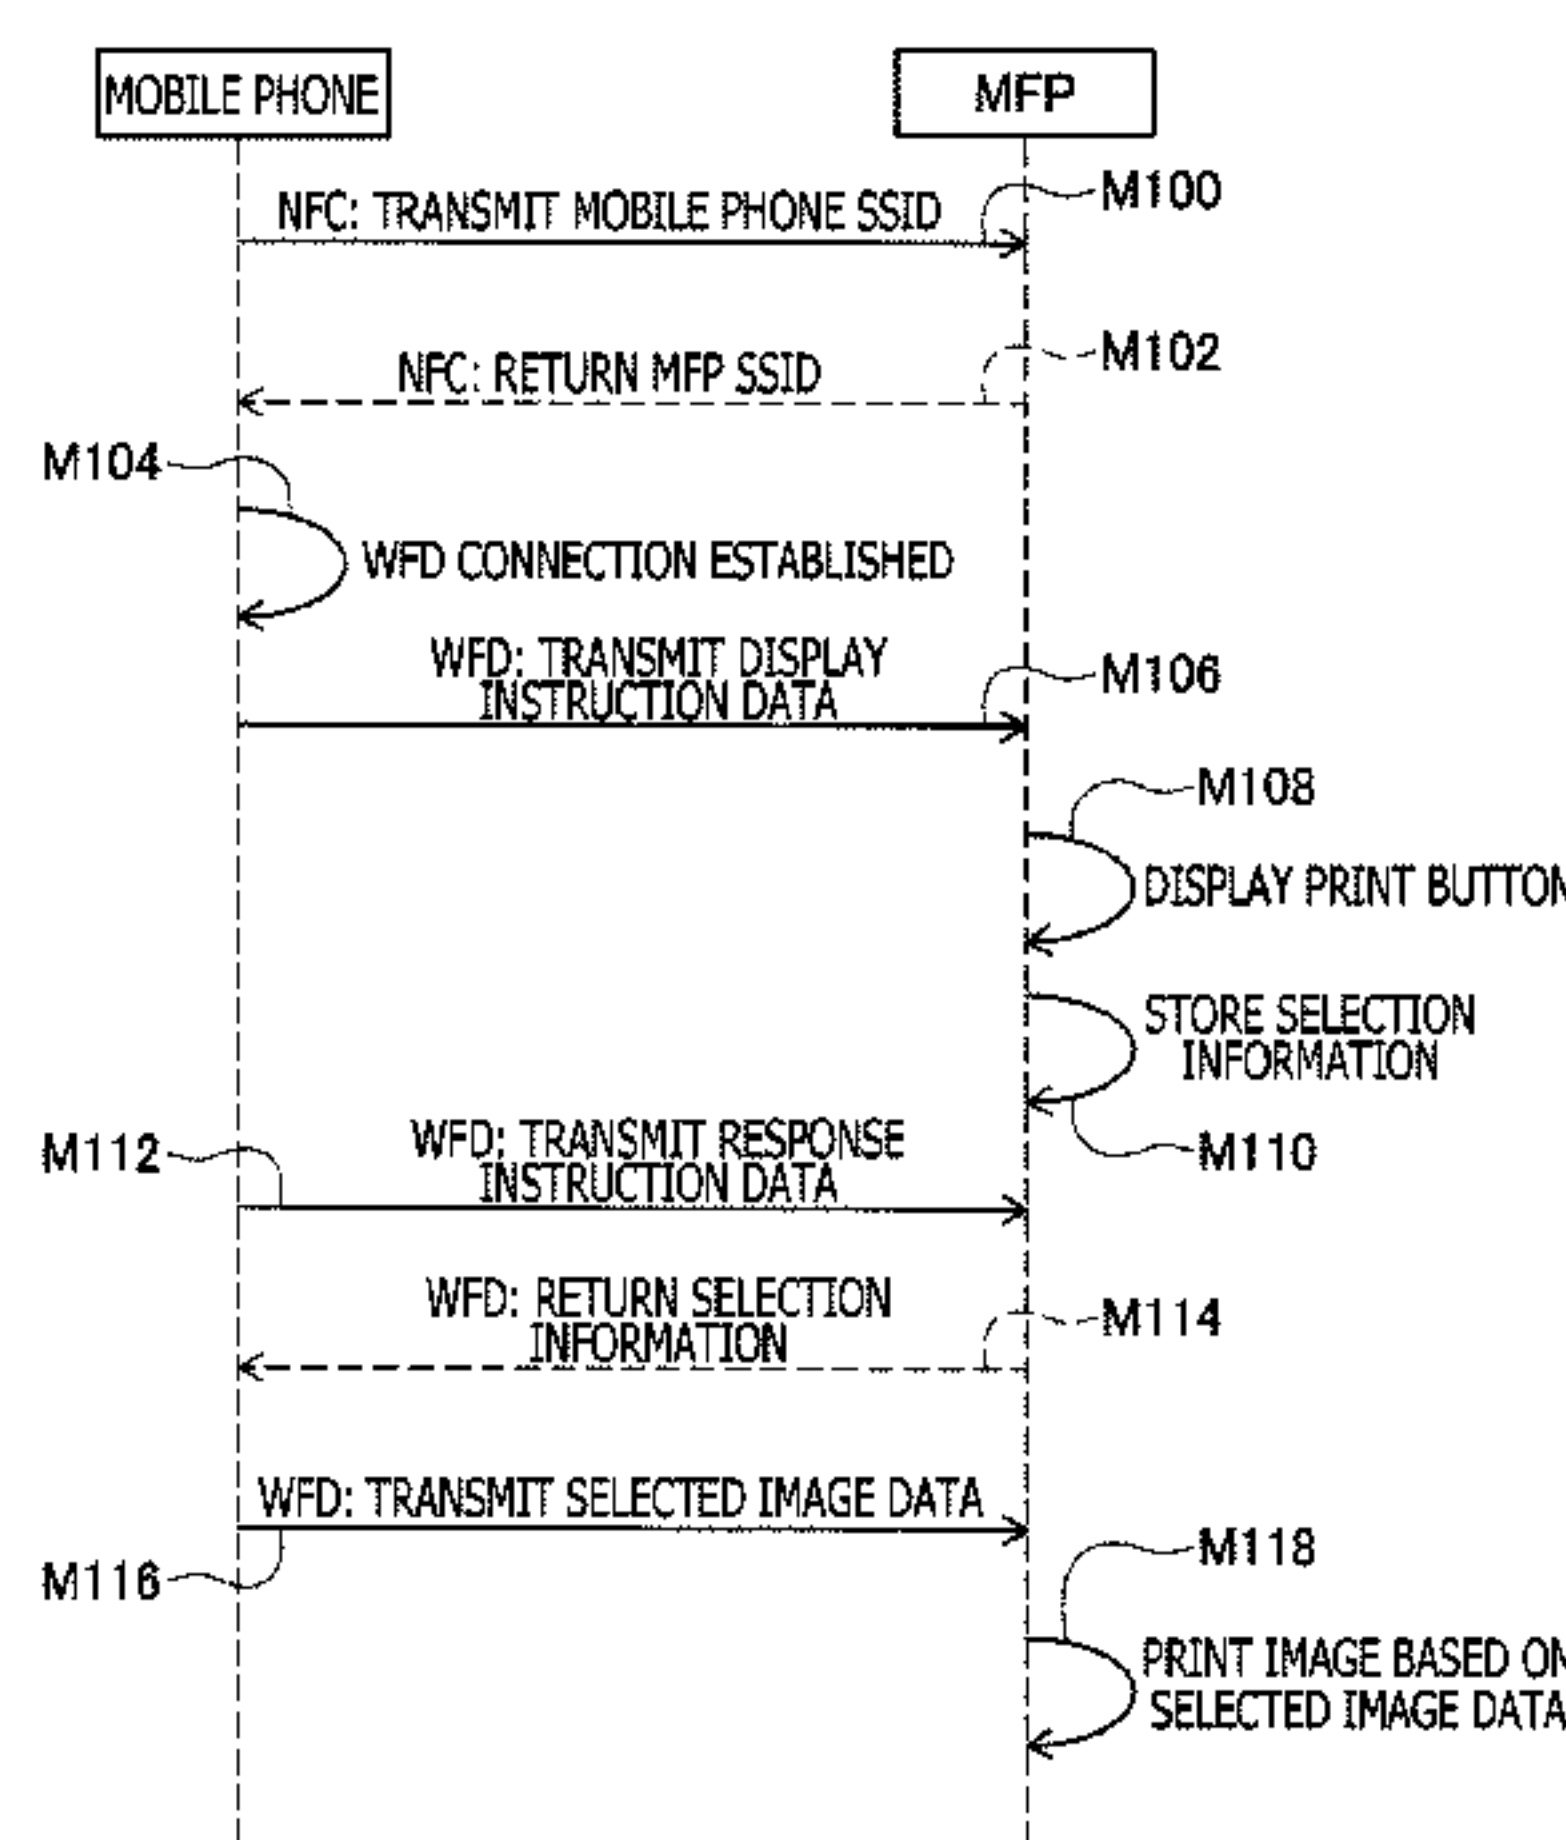 MOBILE PHONE
MFP
NFC: TRANSMIT MOBILE PHONE SSID
M100
NFC: RETURN MFP SSID
M102
M104
WFD CONNECTION ESTABLISHED
WFD: TRANSMIT DISPLAY
INSTRUCTION DATA
M106
M108
DISPLAY PRINT BUTTON
STORE SELECTION
INFORMATION
M110
M112
WFD: TRANSMIT RESPONSE
INSTRUCTION DATA
WFD: RETURN SELECTION
INFORMATION
M114
WFD: TRANSMIT SELECTED IMAGE DATA
M116
M118
PRINT IMAGE BASED ON
SELECTED IMAGE DATA